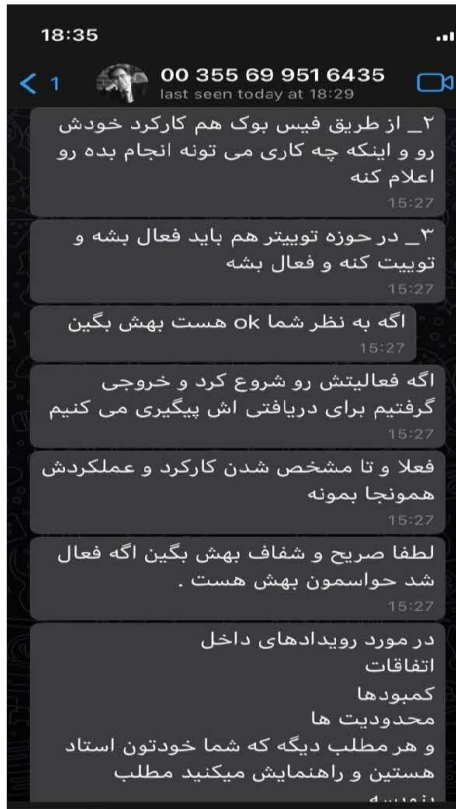 18:35
1
00 355 69 951 6435
last seen today at 18:29
۲_ از طریق فیس بوک هم کارکرد خودش
رو و اینکه چه کاری می تونه انجام بده رو
اعلام کنه
15:27
۳_ در حوزه توییتر هم باید فعال بشه و
توییت کنه و فعال بشه
15:27
اگه به نظر شما ok هست بهش بگین
15:27
اگه فعالیتش رو شروع کرد و خروجی
گرفتیم برای دریافتی اش پیگیری می کنیم
15:27
فعلا و تا مشخص شدن کارکرد و عملکردش
همونجا بمونه
15:27
لطفا صریح و شفاف بهش بگین اگه فعال
شد حواسمون بهش هست .
15:27
در مورد رویدادهای داخل
اتفاقات
کمبودها
محدودیت ها
و هر مطلب دیگه که شما خودتون استاد
هستین و راهنمایش میکنید مطلب